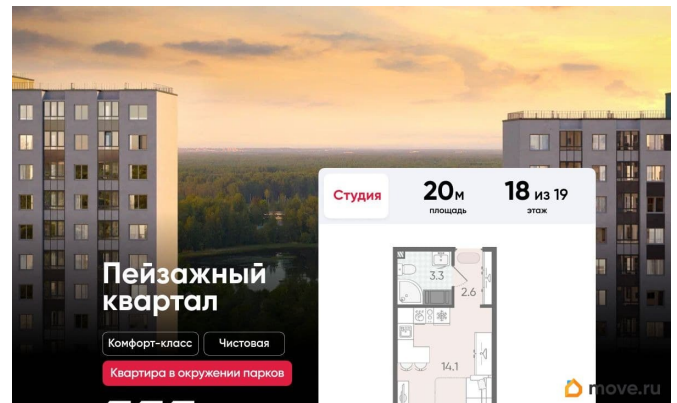 Студия
20м
площадь
18 из 19
этаж
3.3
2.6
14.1
Пейзажный
квартал
Комфорт-класс
Чистовая
Квартира в окружении парков
move.ru